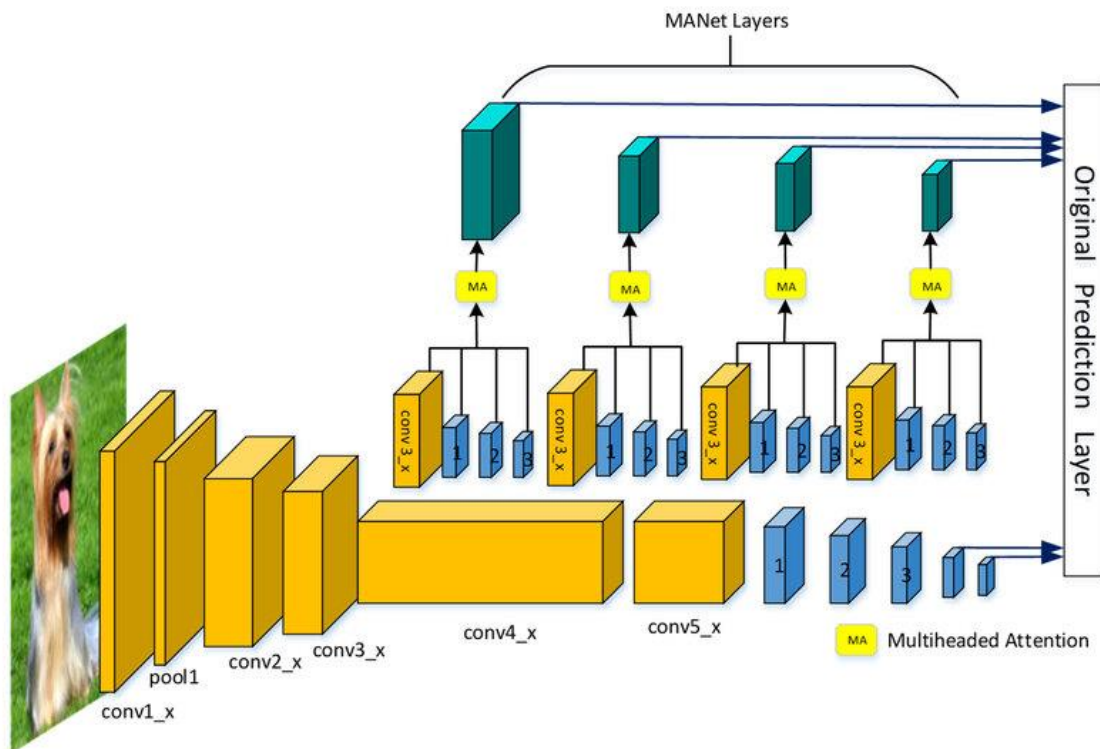 MANet Layers
MA
MA
MA
MA
conv 3_x
1
2
3
conv 3_x
1
2
3
conv 3_x
1
2
3
conv 3_x
1
2
3
Original Prediction Layer
1
2
3
conv1_x
pool1
conv2_x
conv3_x
conv4_x
conv5_x
MA Multiheaded Attention